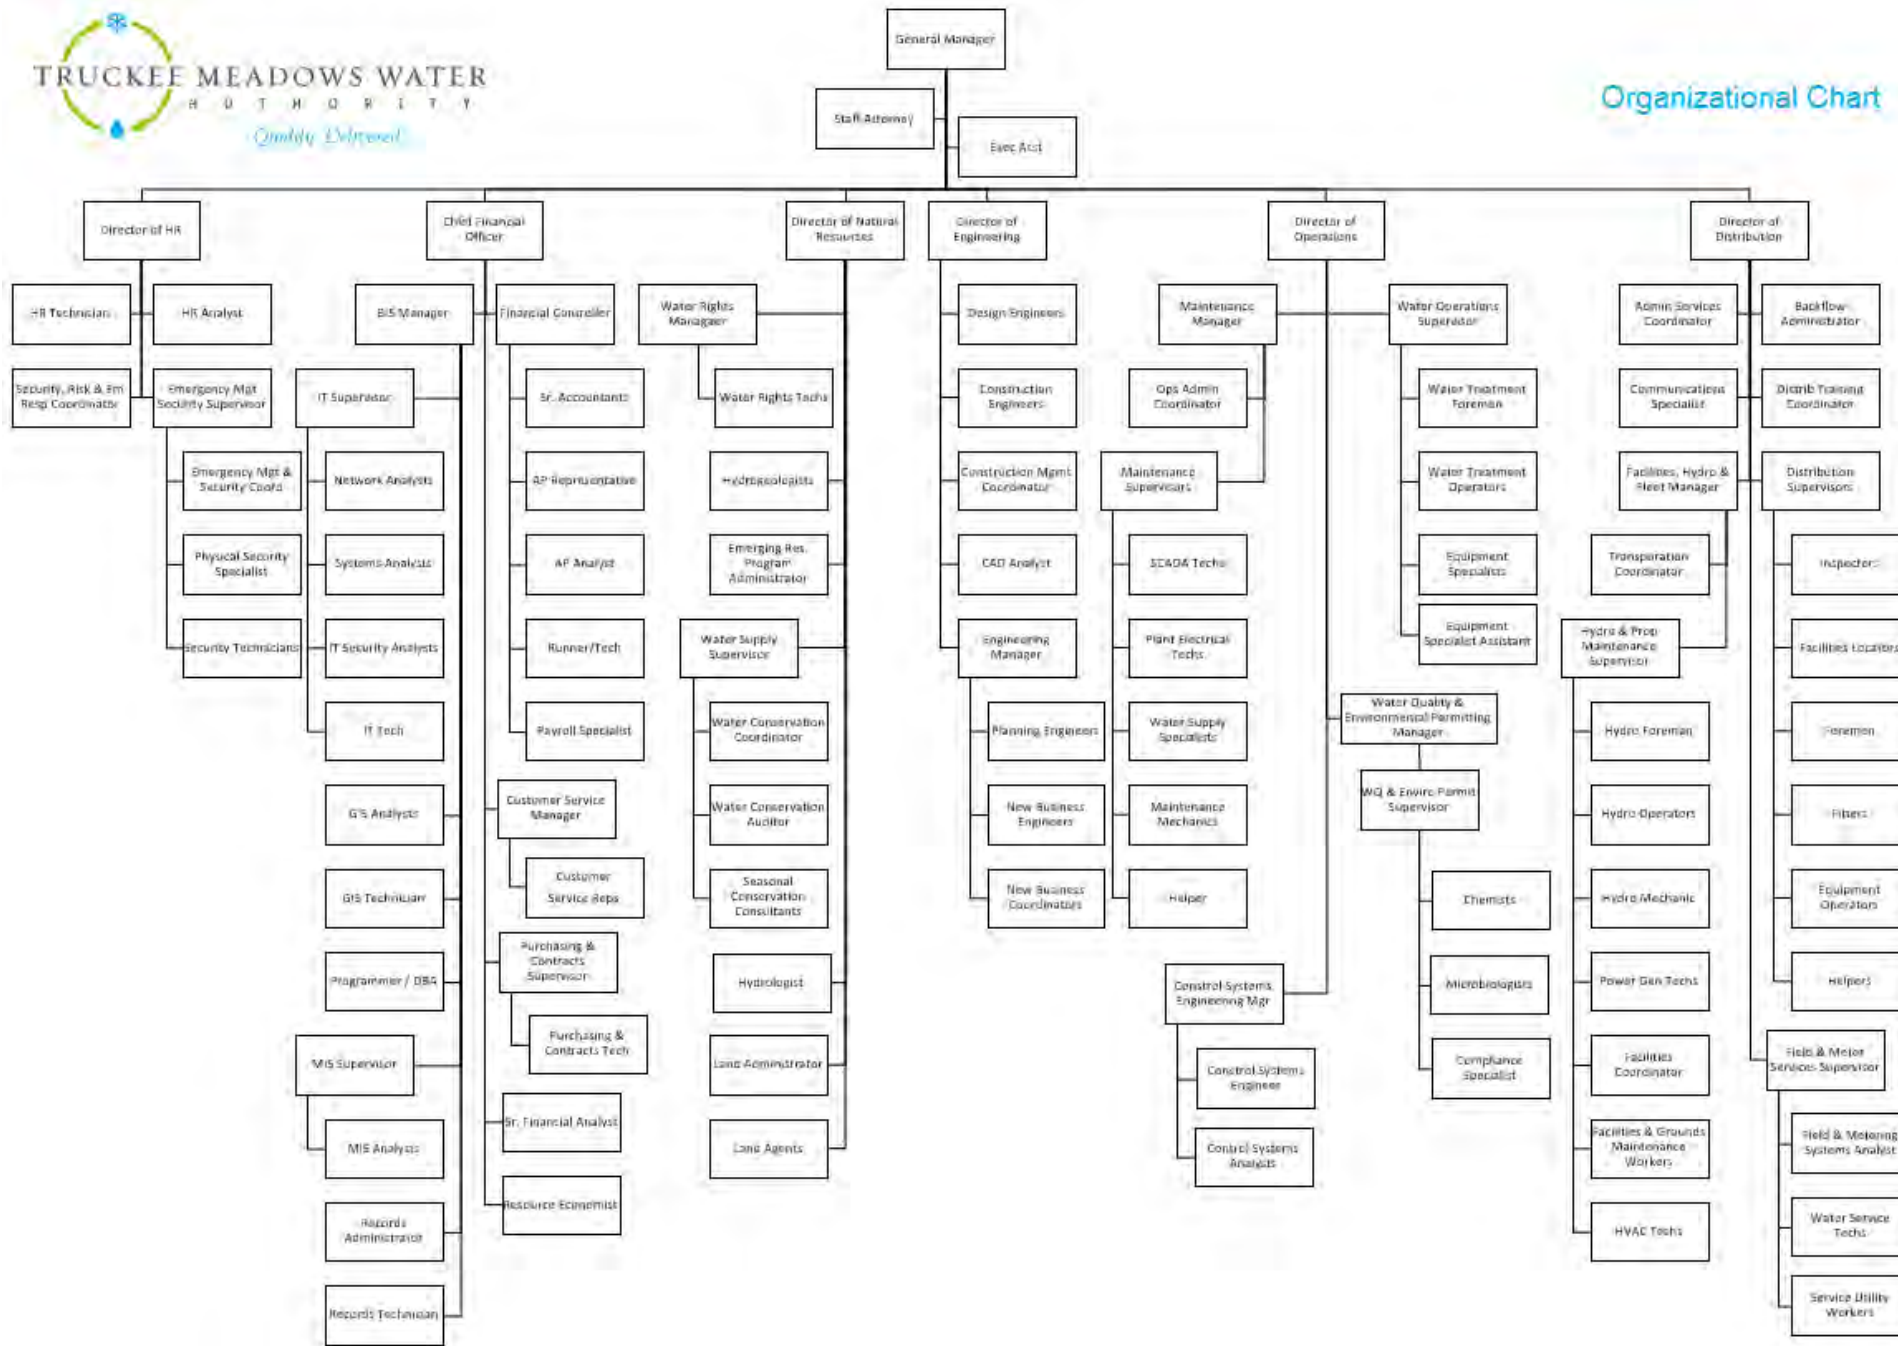 TRUCKEE MEADOWS WATER
AUTHORITY
Quality. Delivered.
Organizational Chart
General Manager
Staff Attorney
Exec Asst
Director of HR
HR Technician
HR Analyst
Security, Risk & Em
Resp Coordinator
Emergency Mgt
Security Supervisor
Emergency Mgt &
Security Coord
Physical Security
Specialist
Security Technicians
Chief Financial
Officer
BIS Manager
IT Supervisor
Network Analysts
Systems Analysts
IT Security Analysts
IT Tech
GIS Analysts
GIS Technician
Programmer / DBA
MIS Supervisor
MIS Analysts
Records
Administrator
Records Technician
Financial Controller
Sr. Accountants
AP Representative
AP Analyst
Runner/Tech
Payroll Specialist
Customer Service
Manager
Customer
Service Reps
Purchasing &
Contracts
Supervisor
Purchasing &
Contracts Tech
Sr. Financial Analyst
Resource Economist
Director of Natural
Resourses
Water Rights
Managaer
Water Rights Techs
Hydrogeologists
Emerging Res.
Program
Administrator
Water Supply
Supervisor
Water Conservation
Coordinator
Water Conservation
Auditor
Seasonal
Conservation
Consultants
Hydrologist
Land Administrator
Land Agents
Director of
Engineering
Design Engineers
Construction
Engineers
Construction Mgmt
Coordinator
CAD Analyst
Engineering
Manager
Planning Engineers
New Business
Engineers
New Business
Coordinators
Director of
Operations
Maintenance
Manager
Ops Admin
Coordinator
Maintenance
Supervisors
SCADA Techs
Plant Electrical
Techs
Water Supply
Specialists
Maintenance
Mechanics
Helper
Water Operations
Supervisor
Water Treatment
Foreman
Water Treatment
Operators
Equipment
Specialists
Equipment
Specialist Assistant
Water Quality &
Environmental Permitting
Manager
WQ & Enviro Permit
Supervisor
Chemists
Microbiologists
Compliance
Specialist
Constrol Systems
Engineering Mgr
Constrol Systems
Engineer
Control Systems
Analysts
Director of
Distribution
Admin Services
Coordinator
Backflow
Administrator
Communications
Specialist
Distrib Training
Coordinator
Facilities, Hydro &
Fleet Manager
Distribution
Supervisors
Transporation
Coordinator
Hydro & Prop
Maintenance
Supervisor
Hydro Foreman
Hydro Operators
Hydro Mechanic
Power Gen Techs
Facilities
Coordinator
Facilities & Grounds
Maintenance
Workers
HVAC Techs
Inspectors
Facilities Locators
Foremen
Fitters
Equipment
Operators
Helpers
Field & Meter
Services Supervisor
Field & Metering
Systems Analyst
Water Service
Techs
Service Utility
Workers